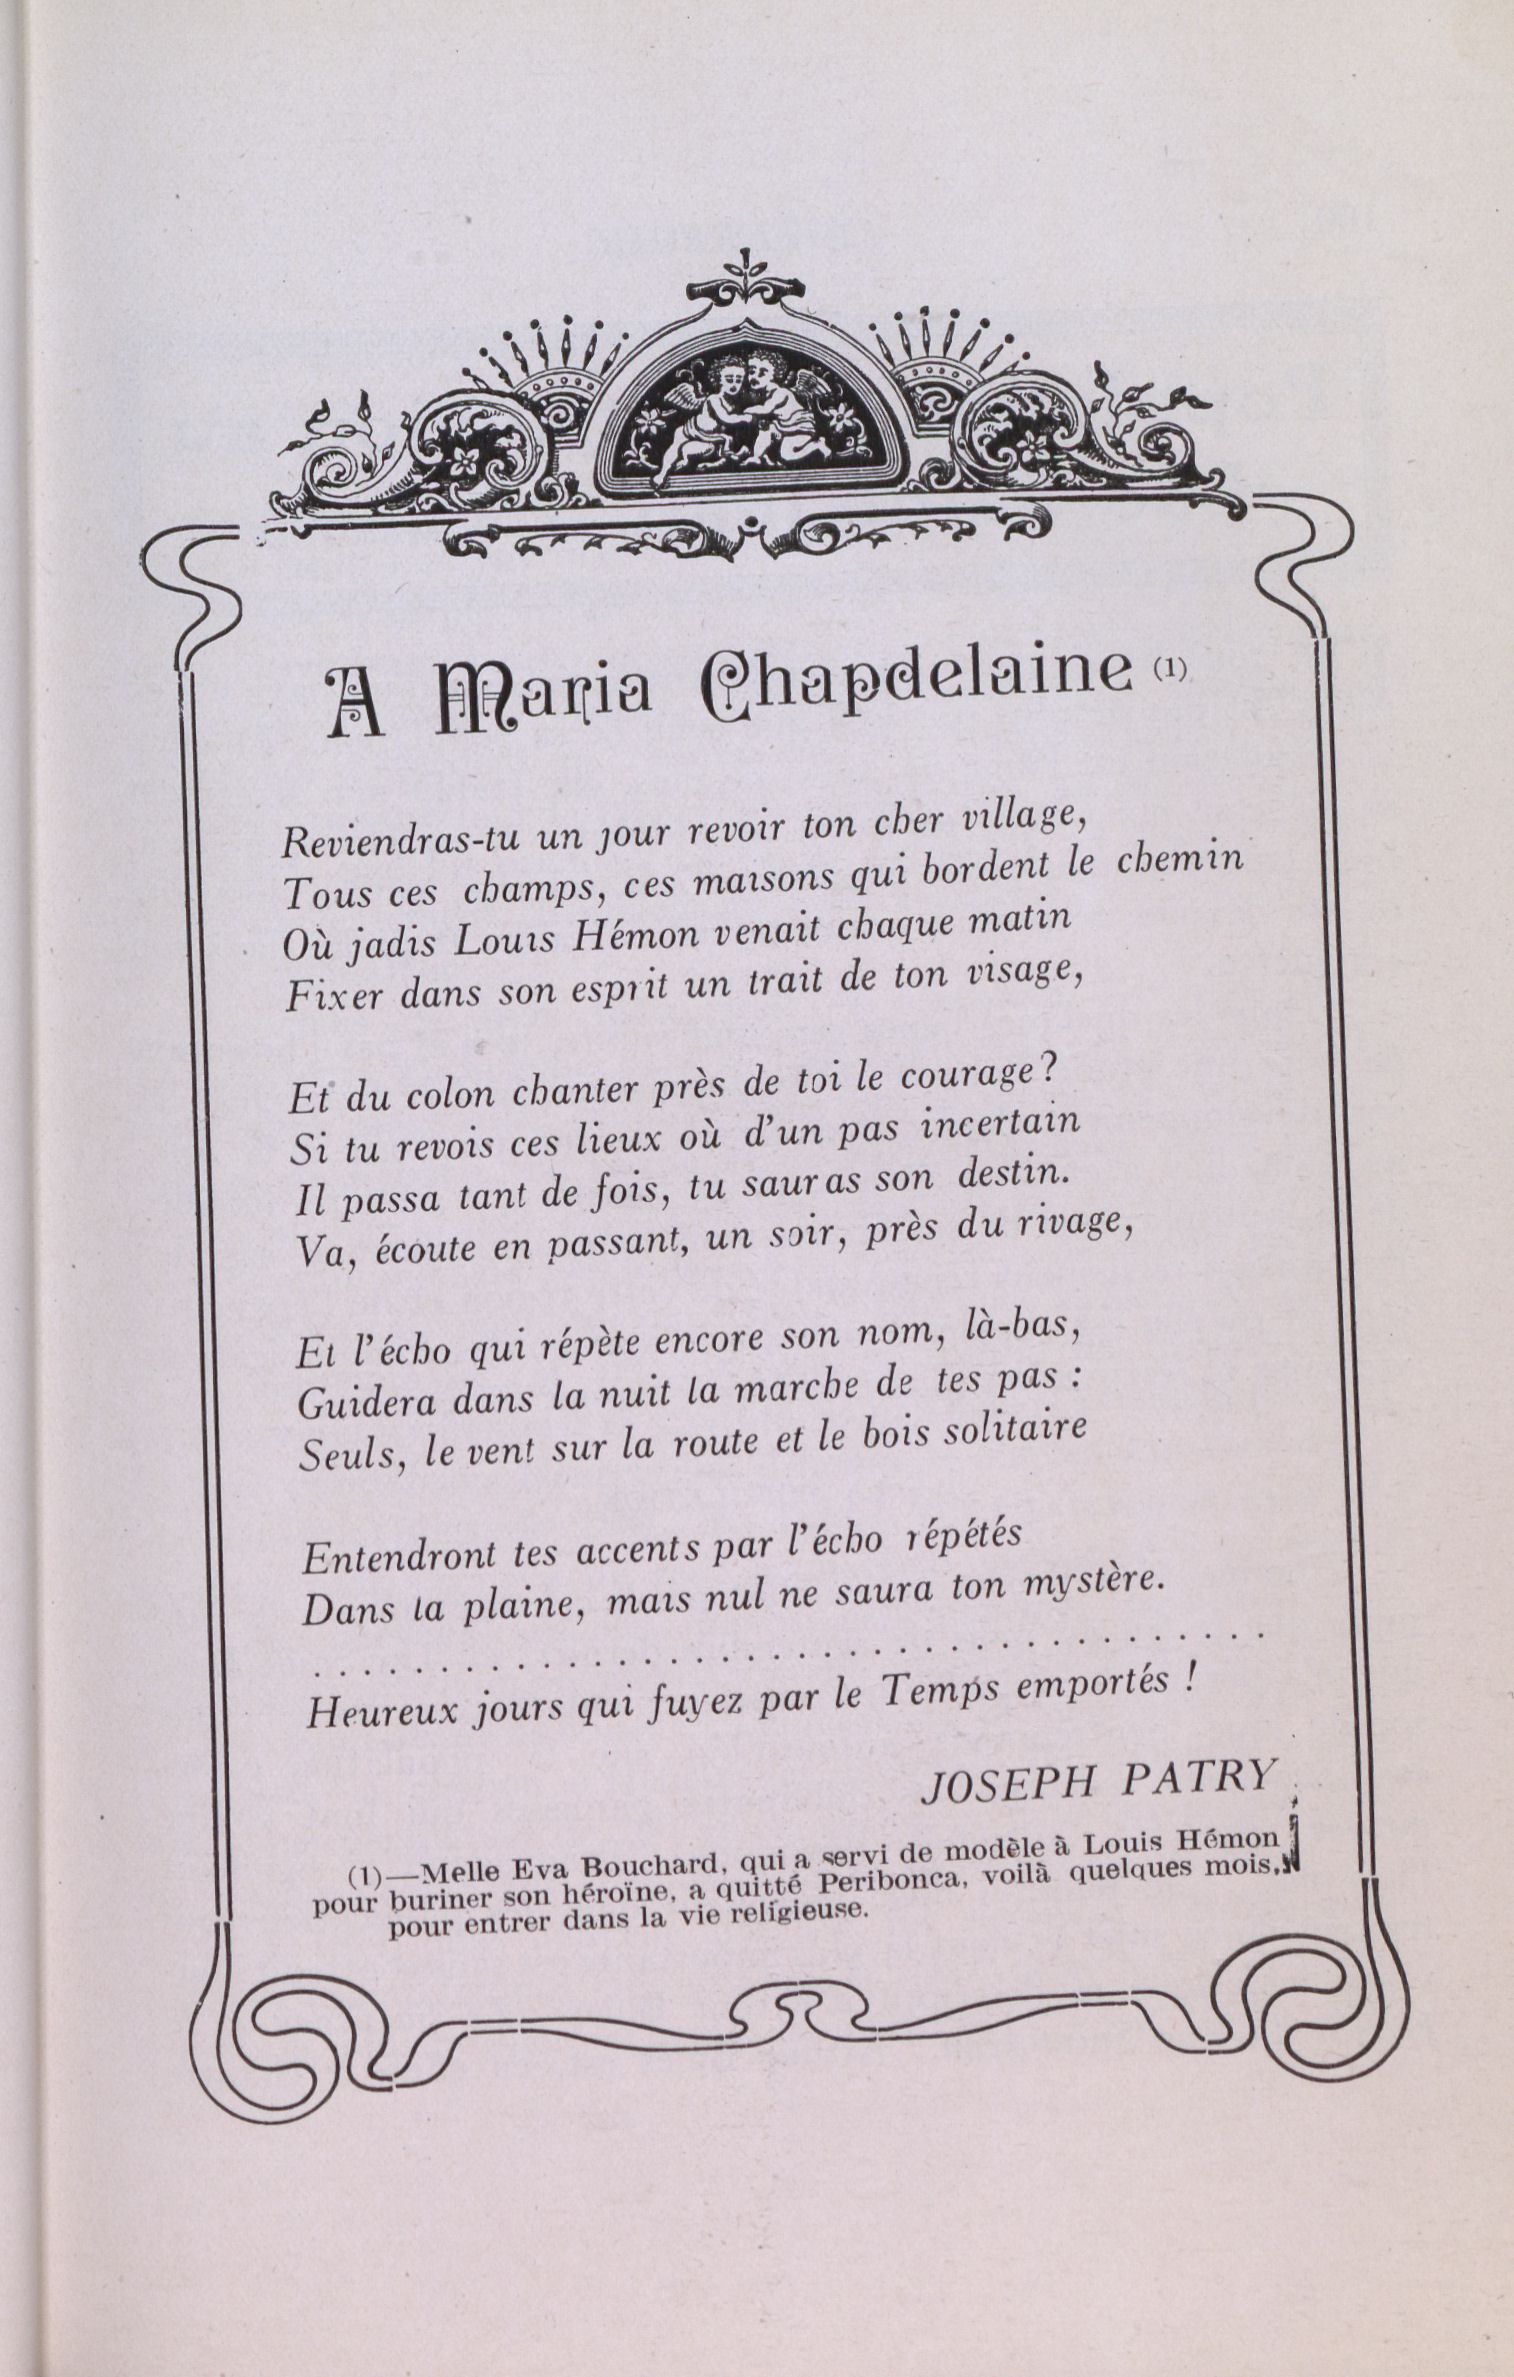 A Maria Chapdelaine (1)
Reviendras-tu un jour revoir ton cher village,
Tous ces champs, ces maisons qui bordent le chemin
Où jadis Louis Hémon venait chaque matin
Fixer dans son esprit un trait de ton visage,
Et du colon chanter près de toi le courage?
Si tu revois ces lieux où d'un pas incertain
Il passa tant de fois, tu sauras son destin.
Va, écoute en passant, un soir, près du rivage,
Et l'écho qui répète encore son nom, là-bas,
Guidera dans la nuit la marche de tes pas :
Seuls, le vent sur la route et le bois solitaire
Entendront tes accents par l'écho répétés
Dans la plaine, mais nul ne saura ton mystère.
. . . . . . . . . . . . . . . . . . . . . . . . . . . . . . . . . . . . . .
Heureux jours qui fuyez par le Temps emportés !
JOSEPH PATRY
(1)—Melle Eva Bouchard, qui a servi de modèle à Louis Hémon
pour buriner son héroïne, a quitté Peribonca, voilà quelques mois,
pour entrer dans la vie religieuse.